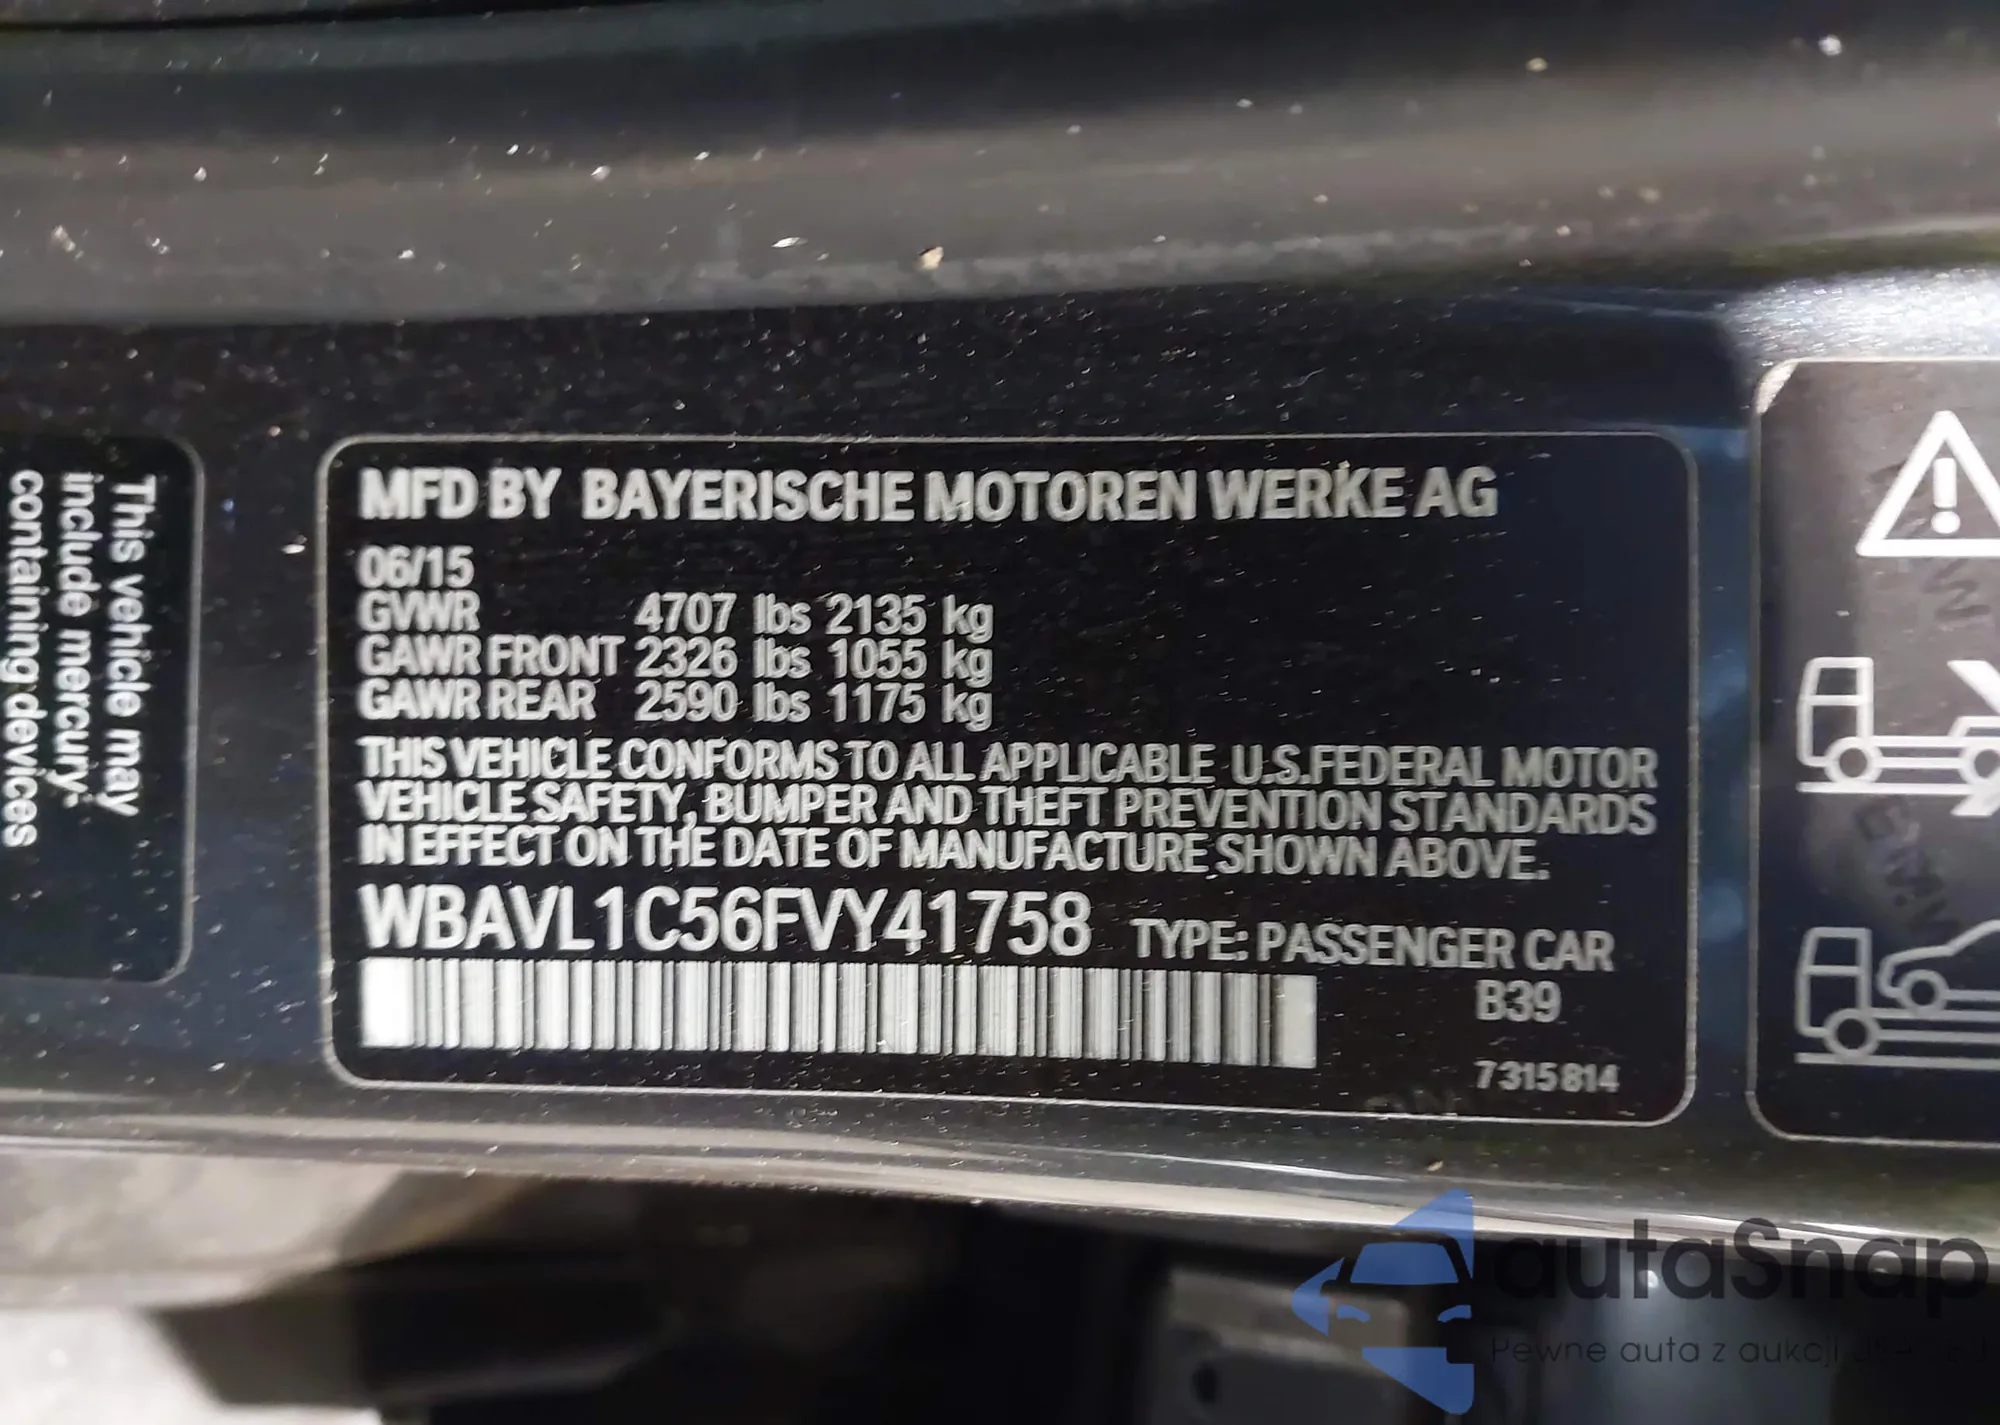 This vehicle may
include mercury.
containing devices
MFD BY BAYERISCHE MOTOREN WERKE AG
06/15
GVWR 4707 lbs 2135 kg
GAWR FRONT 2326 lbs 1055 kg
GAWR REAR 2590 lbs 1175 kg
THIS VEHICLE CONFORMS TO ALL APPLICABLE U.S.FEDERAL MOTOR
VEHICLE SAFETY, BUMPER AND THEFT PREVENTION STANDARDS
IN EFFECT ON THE DATE OF MANUFACTURE SHOWN ABOVE.
WBAVL1C56FVY41758 TYPE: PASSENGER CAR
B39
7315814
autaSnap
Pewne auta z aukcji